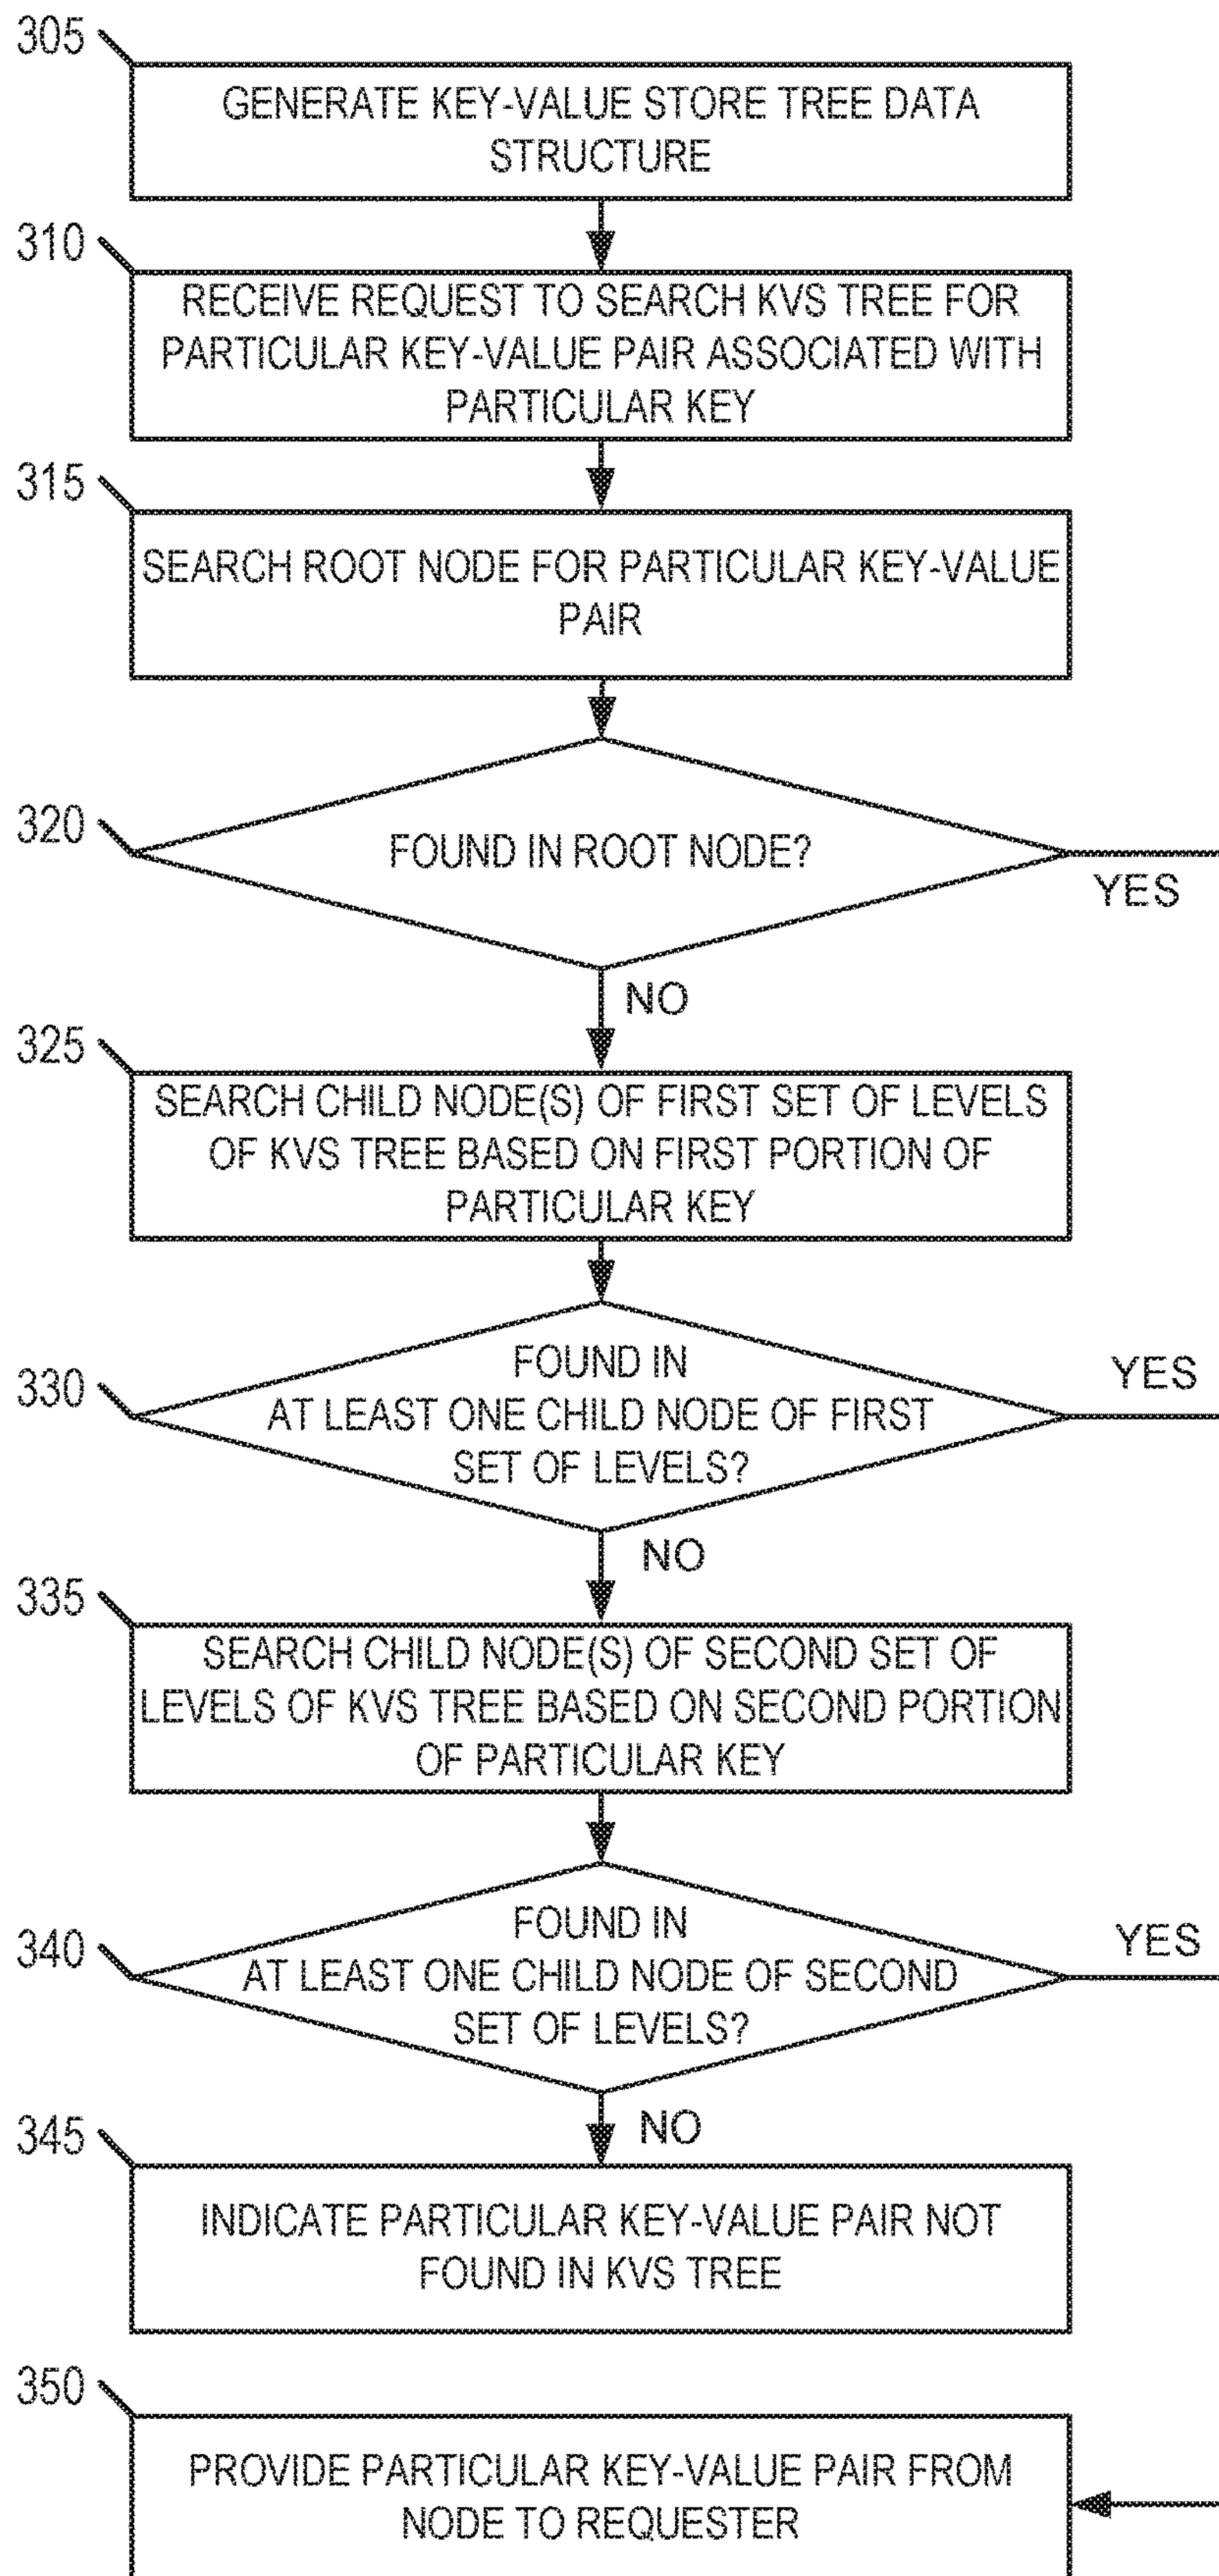 305
GENERATE KEY-VALUE STORE TREE DATA
STRUCTURE
310
RECEIVE REQUEST TO SEARCH KVS TREE FOR
PARTICULAR KEY-VALUE PAIR ASSOCIATED WITH
PARTICULAR KEY
315
SEARCH ROOT NODE FOR PARTICULAR KEY-VALUE
PAIR
320
FOUND IN ROOT NODE?
YES
NO
325
SEARCH CHILD NODE(S) OF FIRST SET OF LEVELS
OF KVS TREE BASED ON FIRST PORTION OF
PARTICULAR KEY
330
FOUND IN
AT LEAST ONE CHILD NODE OF FIRST
SET OF LEVELS?
YES
NO
335
SEARCH CHILD NODE(S) OF SECOND SET OF
LEVELS OF KVS TREE BASED ON SECOND PORTION
OF PARTICULAR KEY
340
FOUND IN
AT LEAST ONE CHILD NODE OF SECOND
SET OF LEVELS?
YES
NO
345
INDICATE PARTICULAR KEY-VALUE PAIR NOT
FOUND IN KVS TREE
350
PROVIDE PARTICULAR KEY-VALUE PAIR FROM
NODE TO REQUESTER